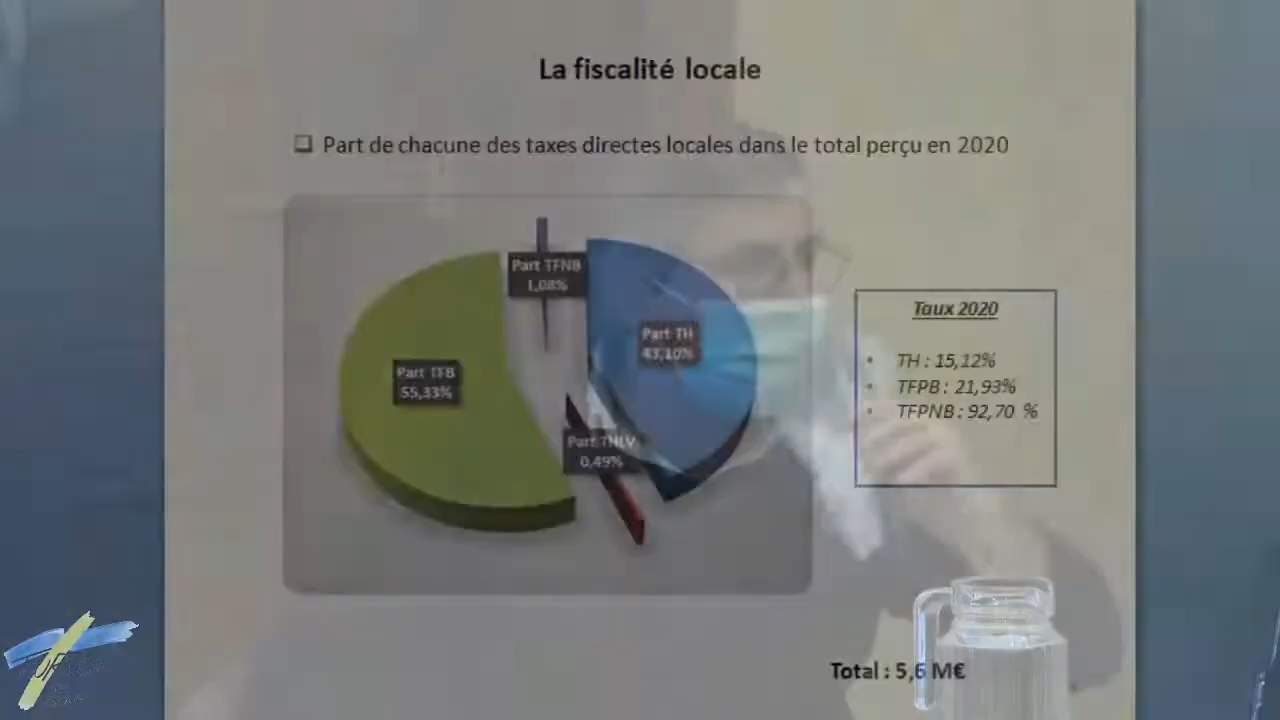 La fiscalité locale
❑ Part de chacune des taxes directes locales dans le total perçu en 2020
Part TFNB
1,08%
Part TH
43,10%
Part TFB
55,33%
Part THLV
0,49%
Taux 2020
• TH : 15,12%
• TFPB : 21,93%
• TFPNB : 92,70 %
Total : 5,6 M€